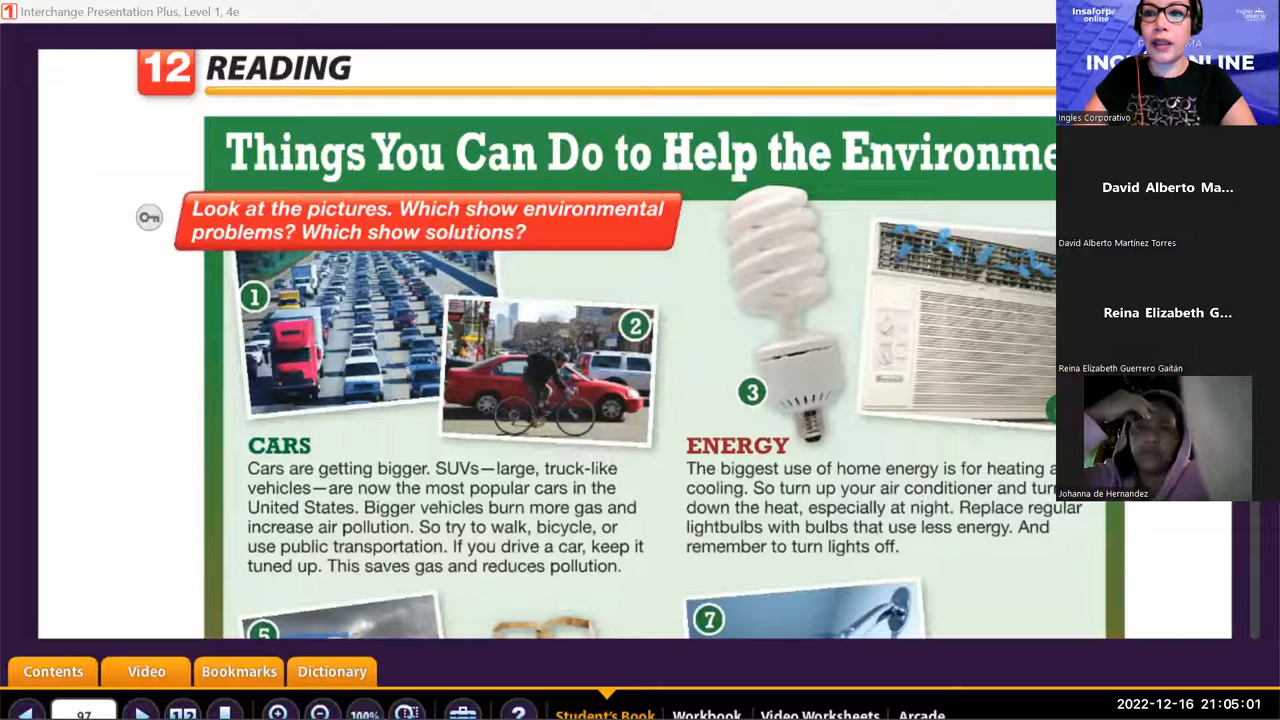 Interchange Presentation Plus, Level 1, 4e
12 READING
Things You Can Do to Help the Environme
Look at the pictures. Which show environmental
problems? Which show solutions?
1
2
3
CARS
Cars are getting bigger. SUVs—large, truck-like
vehicles—are now the most popular cars in the
United States. Bigger vehicles burn more gas and
increase air pollution. So try to walk, bicycle, or
use public transportation. If you drive a car, keep it
tuned up. This saves gas and reduces pollution.
ENERGY
The biggest use of home energy is for heating a
cooling. So turn up your air conditioner and tur
down the heat, especially at night. Replace regular
lightbulbs with bulbs that use less energy. And
remember to turn lights off.
5
7
Insaforp
online
INGLÉS ONLINE
Ingles Corporativo
David Alberto Ma...
David Alberto Martínez Torres
Reina Elizabeth G...
Reina Elizabeth Guerrero Gaitán
Johanna de Hernandez
Contents
Video
Bookmarks
Dictionary
97
100%
?
Student's Book
Workbook
Video Worksheets
Arcade
2022-12-16 21:05:01